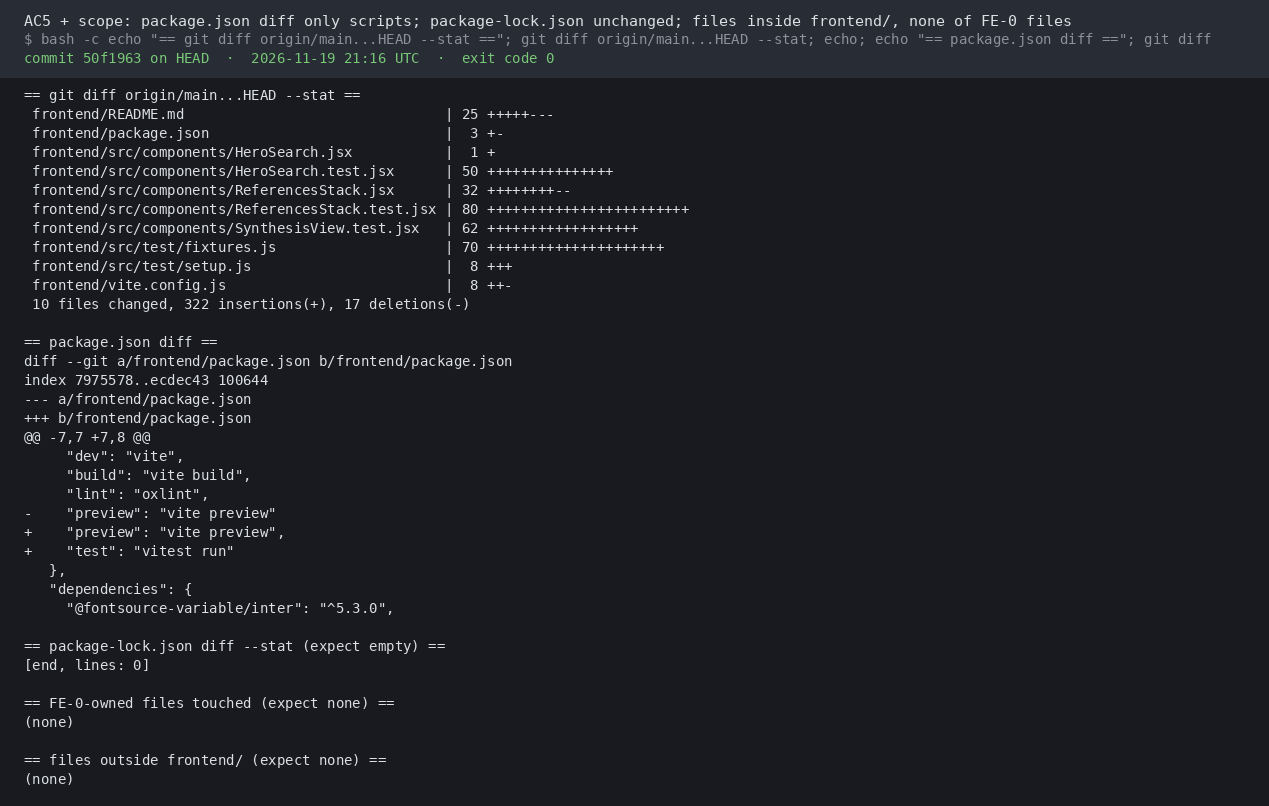 AC5 + scope: package.json diff only scripts; package-lock.json unchanged; files inside frontend/, none of FE-0 files
$ bash -c echo "== git diff origin/main...HEAD --stat =="; git diff origin/main...HEAD --stat; echo; echo "== package.json diff =="; git diff
commit 50f1963 on HEAD  ·  2026-11-19 21:16 UTC  ·  exit code 0
== git diff origin/main...HEAD --stat ==
 frontend/README.md                               | 25 +++++---
 frontend/package.json                            |  3 +-
 frontend/src/components/HeroSearch.jsx           |  1 +
 frontend/src/components/HeroSearch.test.jsx      | 50 +++++++++++++++
 frontend/src/components/ReferencesStack.jsx      | 32 ++++++++--
 frontend/src/components/ReferencesStack.test.jsx | 80 ++++++++++++++++++++++++
 frontend/src/components/SynthesisView.test.jsx   | 62 ++++++++++++++++++
 frontend/src/test/fixtures.js                    | 70 +++++++++++++++++++++
 frontend/src/test/setup.js                       |  8 +++
 frontend/vite.config.js                          |  8 ++-
 10 files changed, 322 insertions(+), 17 deletions(-)

== package.json diff ==
diff --git a/frontend/package.json b/frontend/package.json
index 7975578..ecdec43 100644
--- a/frontend/package.json
+++ b/frontend/package.json
@@ -7,7 +7,8 @@
     "dev": "vite",
     "build": "vite build",
     "lint": "oxlint",
-    "preview": "vite preview"
+    "preview": "vite preview",
+    "test": "vitest run"
   },
   "dependencies": {
     "@fontsource-variable/inter": "^5.3.0",

== package-lock.json diff --stat (expect empty) ==
[end, lines: 0]

== FE-0-owned files touched (expect none) ==
(none)

== files outside frontend/ (expect none) ==
(none)